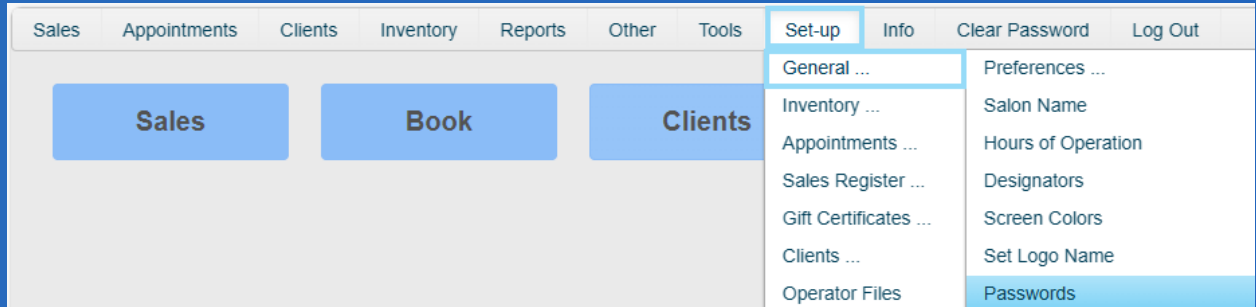 Sales Appointments Clients Inventory Reports Other Tools Set-up Info Clear Password Log Out
General ... Preferences ...
Sales Book Clients Inventory ... Salon Name
Appointments ... Hours of Operation
Sales Register ... Designators
Gift Certificates ... Screen Colors
Clients ... Set Logo Name
Operator Files Passwords